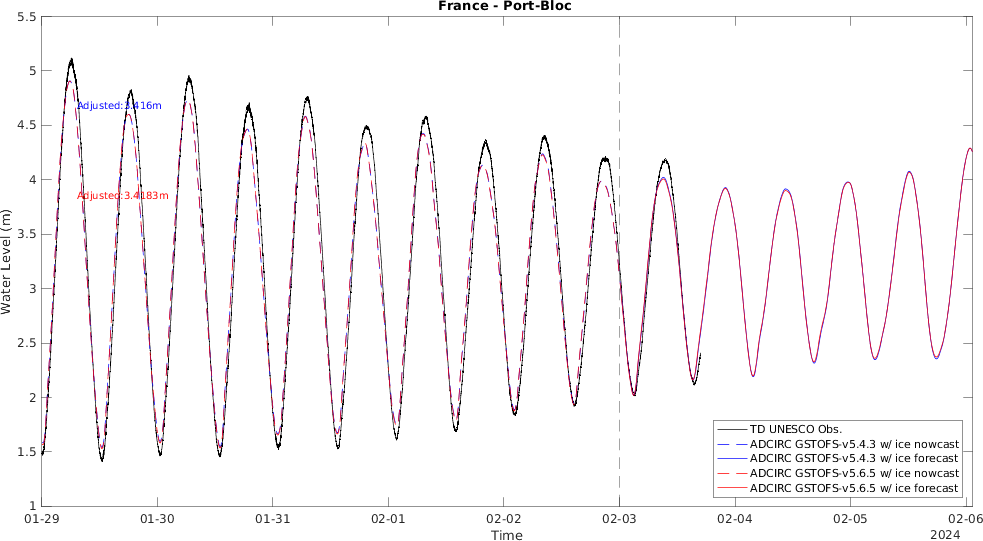 France - Port-Bloc
5.5
5
4.5
4
3.5
3
2.5
2
1.5
1
Water Level (m)
Adjusted:3.416m
Adjusted:3.4183m
TD UNESCO Obs.
ADCIRC GSTOFS-v5.4.3 w/ ice nowcast
ADCIRC GSTOFS-v5.4.3 w/ ice forecast
ADCIRC GSTOFS-v5.6.5 w/ ice nowcast
ADCIRC GSTOFS-v5.6.5 w/ ice forecast
01-29 01-30 01-31 02-01 02-02 02-03 02-04 02-05 02-06
Time
2024